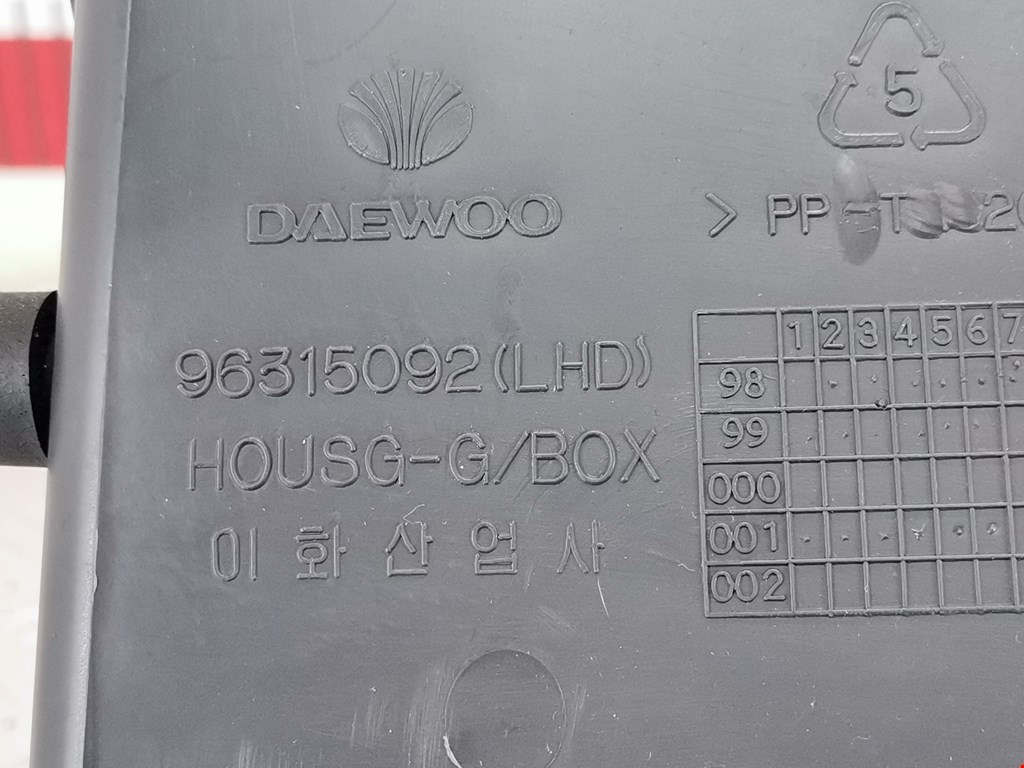 DAEWOO
5
> PP-T 20
96315092(LHD)
HOUSG-G/BOX
이화산업사
1 2 3 4 5 6 7
98
99
000
001
002